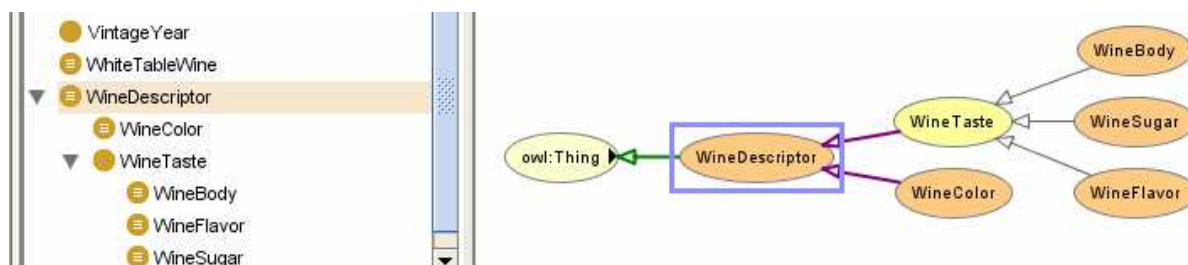 VintageYear
WhiteTableWine
WineDescriptor
WineColor
WineTaste
WineBody
WineFlavor
WineSugar
WineBody
WineTaste
WineSugar
owl:Thing
WineDescriptor
WineColor
WineFlavor